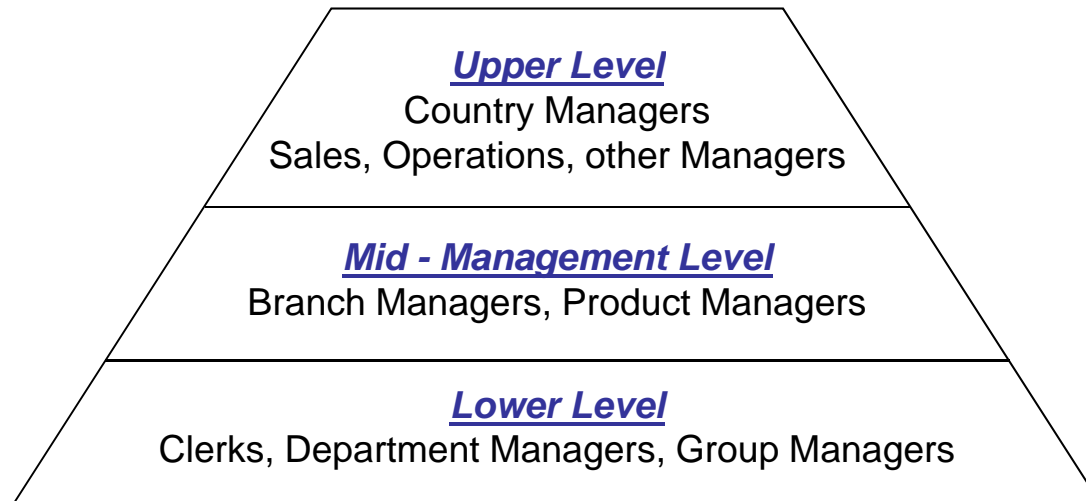 Upper Level
Country Managers
Sales, Operations, other Managers
Mid - Management Level
Branch Managers, Product Managers
Lower Level
Clerks, Department Managers, Group Managers